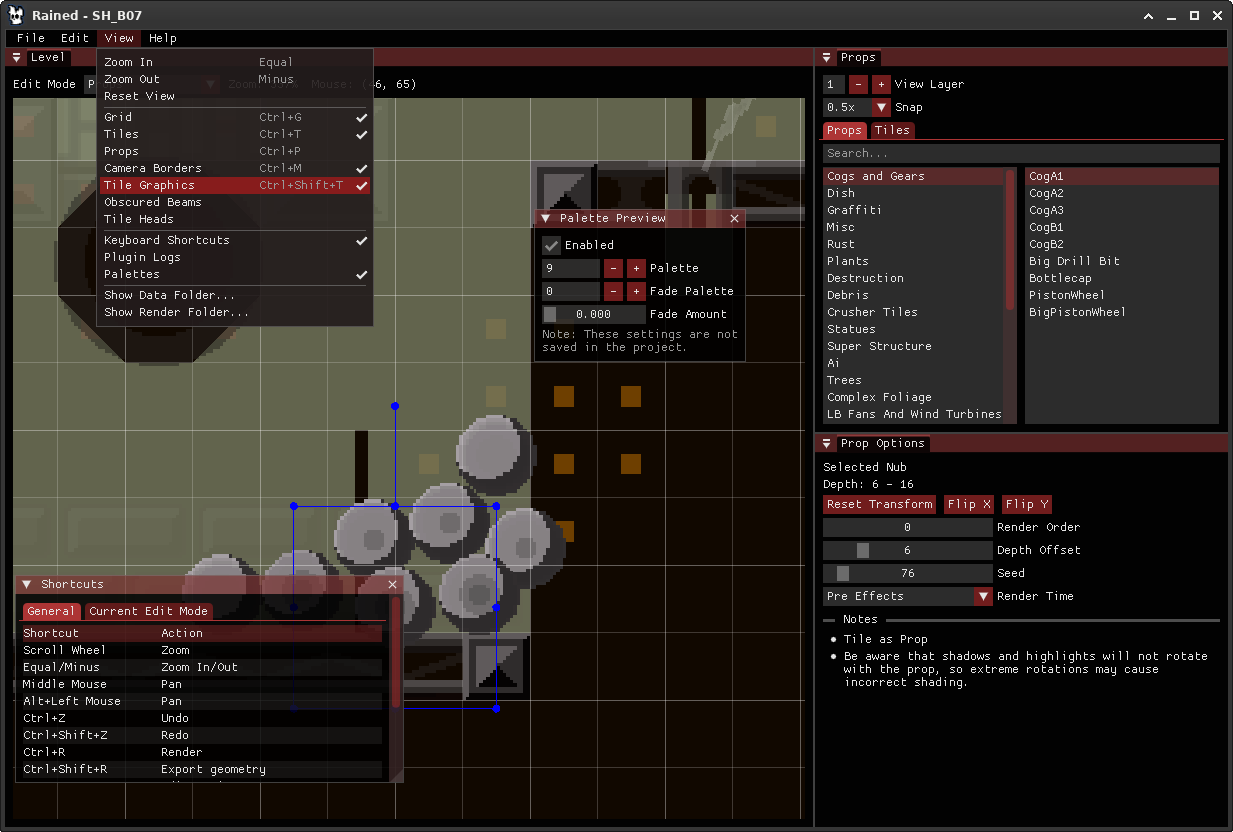 Rained - SH_B07
File Edit View Help
Level
Edit Mode
Zoom:
Mouse:
6, 65)
Zoom In Equal
Zoom Out Minus
Reset View
Grid Ctrl+G
Tiles Ctrl+T
Props Ctrl+P
Camera Borders Ctrl+M
Tile Graphics Ctrl+Shift+T
Obscured Beams
Tile Heads
Keyboard Shortcuts
Plugin Logs
Palettes
Show Data Folder...
Show Render Folder...
Palette Preview
Enabled
9 - + Palette
0 - + Fade Palette
0.000 Fade Amount
Note: These settings are not
saved in the project.
Shortcuts
General Current Edit Mode
Shortcut Action
Scroll Wheel Zoom
Equal/Minus Zoom In/Out
Middle Mouse Pan
Alt+Left Mouse Pan
Ctrl+Z Undo
Ctrl+Shift+Z Redo
Ctrl+R Render
Ctrl+Shift+R Export geometry
Props
1 - + View Layer
0.5x Snap
Props Tiles
Search...
Cogs and Gears
Dish
Graffiti
Misc
Rust
Plants
Destruction
Debris
Crusher Tiles
Statues
Super Structure
Ai
Trees
Complex Foliage
LB Fans And Wind Turbines
CogA1
CogA2
CogA3
CogB1
CogB2
Big Drill Bit
Bottlecap
PistonWheel
BigPistonWheel
Prop Options
Selected Nub
Depth: 6 - 16
Reset Transform Flip X Flip Y
0 Render Order
6 Depth Offset
76 Seed
Pre Effects Render Time
Notes
• Tile as Prop
• Be aware that shadows and highlights will not rotate
with the prop, so extreme rotations may cause
incorrect shading.